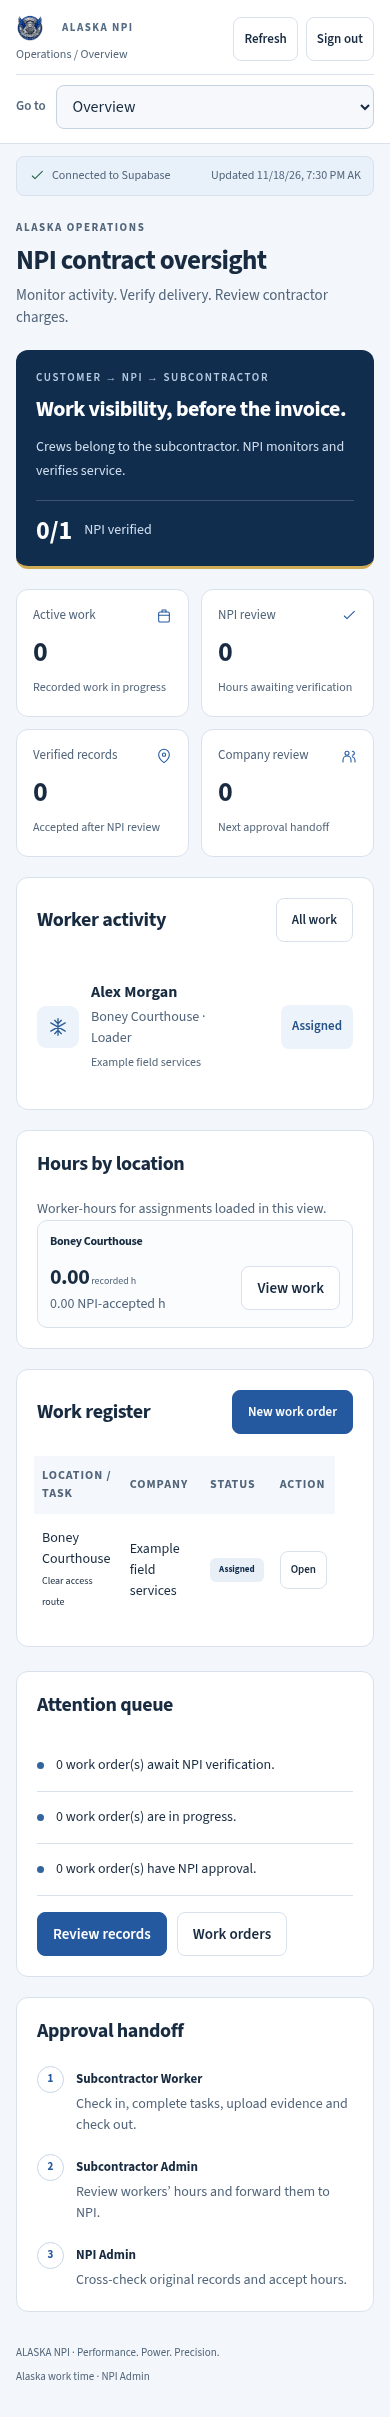 ALASKA NPI
Operations / Overview
Refresh
Sign out
Go to
Overview
Connected to Supabase
Updated 11/18/26, 7:30 PM AK
ALASKA OPERATIONS
NPI contract oversight
Monitor activity. Verify delivery. Review contractor
charges.
CUSTOMER → NPI → SUBCONTRACTOR
Work visibility, before the invoice.
Crews belong to the subcontractor. NPI monitors and
verifies service.
0/1 NPI verified
Active work
0
Recorded work in progress
NPI review
0
Hours awaiting verification
Verified records
0
Accepted after NPI review
Company review
0
Next approval handoff
Worker activity
All work
Alex Morgan
Boney Courthouse ·
Loader
Example field services
Assigned
Hours by location
Worker-hours for assignments loaded in this view.
Boney Courthouse
0.00 recorded h
0.00 NPI-accepted h
View work
Work register
New work order
LOCATION /
TASK
COMPANY
STATUS
ACTION
Boney
Courthouse
Clear access
route
Example
field
services
Assigned
Open
Attention queue
0 work order(s) await NPI verification.
0 work order(s) are in progress.
0 work order(s) have NPI approval.
Review records
Work orders
Approval handoff
1 Subcontractor Worker
Check in, complete tasks, upload evidence and
check out.
2 Subcontractor Admin
Review workers’ hours and forward them to
NPI.
3 NPI Admin
Cross-check original records and accept hours.
ALASKA NPI · Performance. Power. Precision.
Alaska work time · NPI Admin